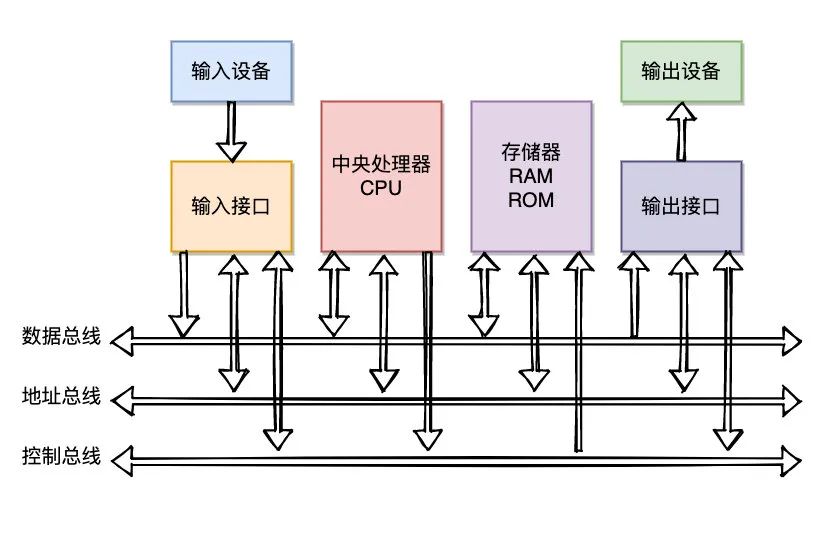 输入设备
输出设备
输入接口
中央处理器
CPU
存储器
RAM
ROM
输出接口
数据总线
地址总线
控制总线